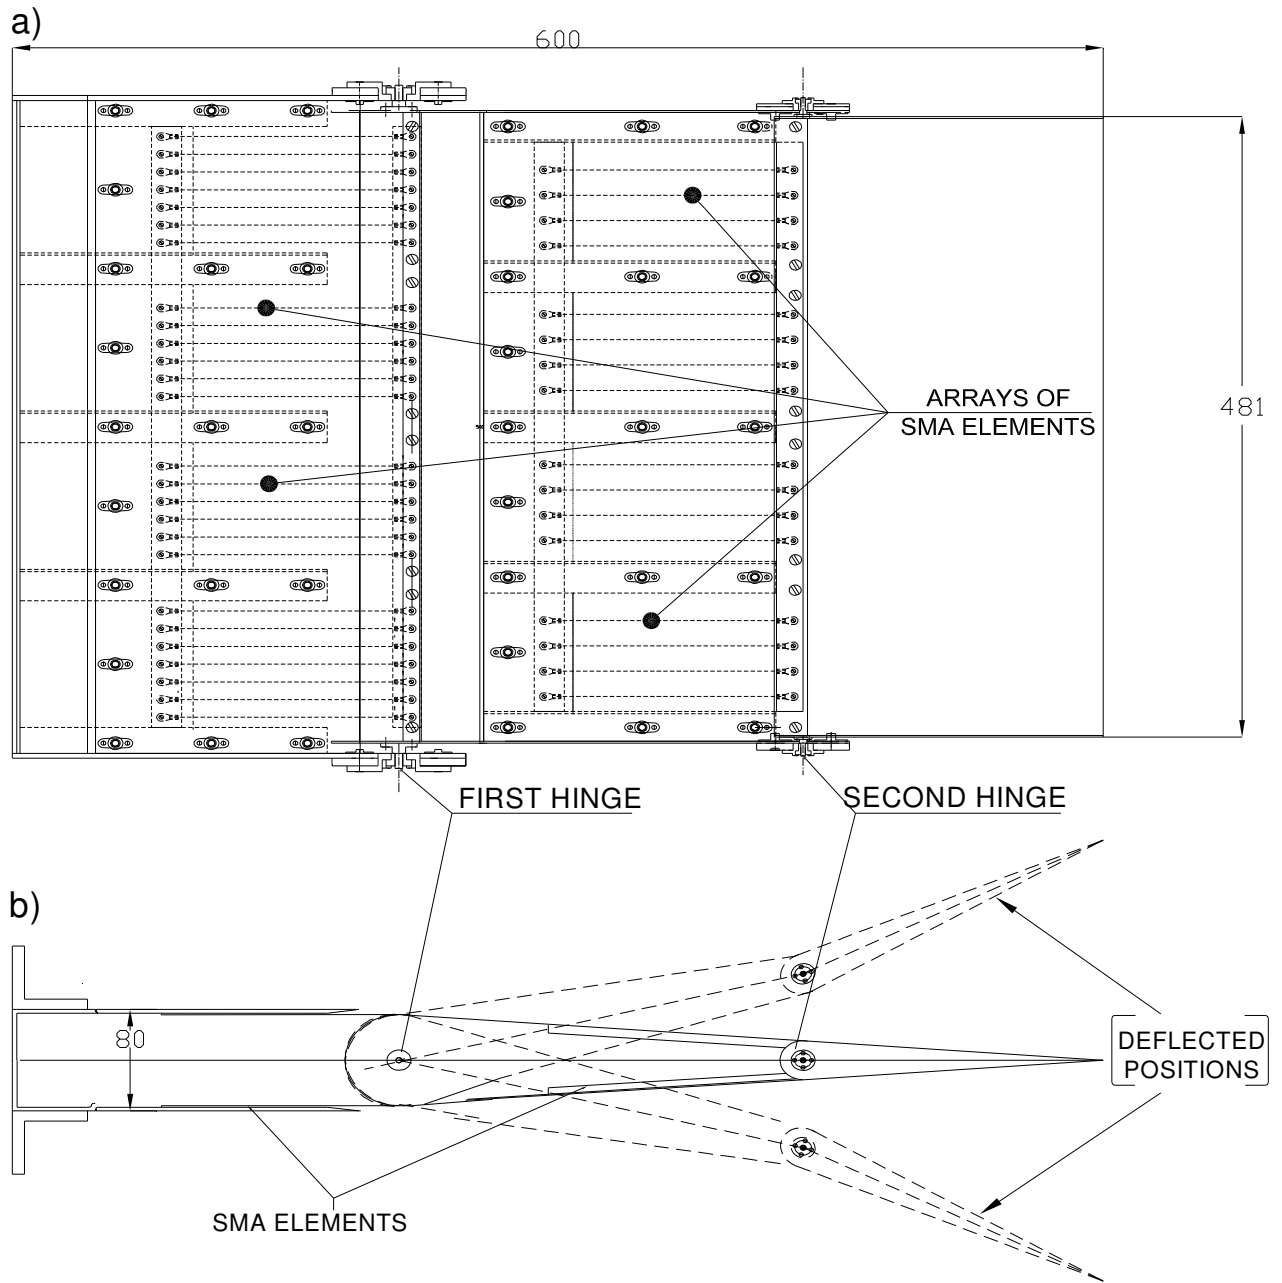 a)
600
ARRAYS OF
SMA ELEMENTS
481
FIRST HINGE
SECOND HINGE
b)
80
DEFLECTED
POSITIONS
SMA ELEMENTS